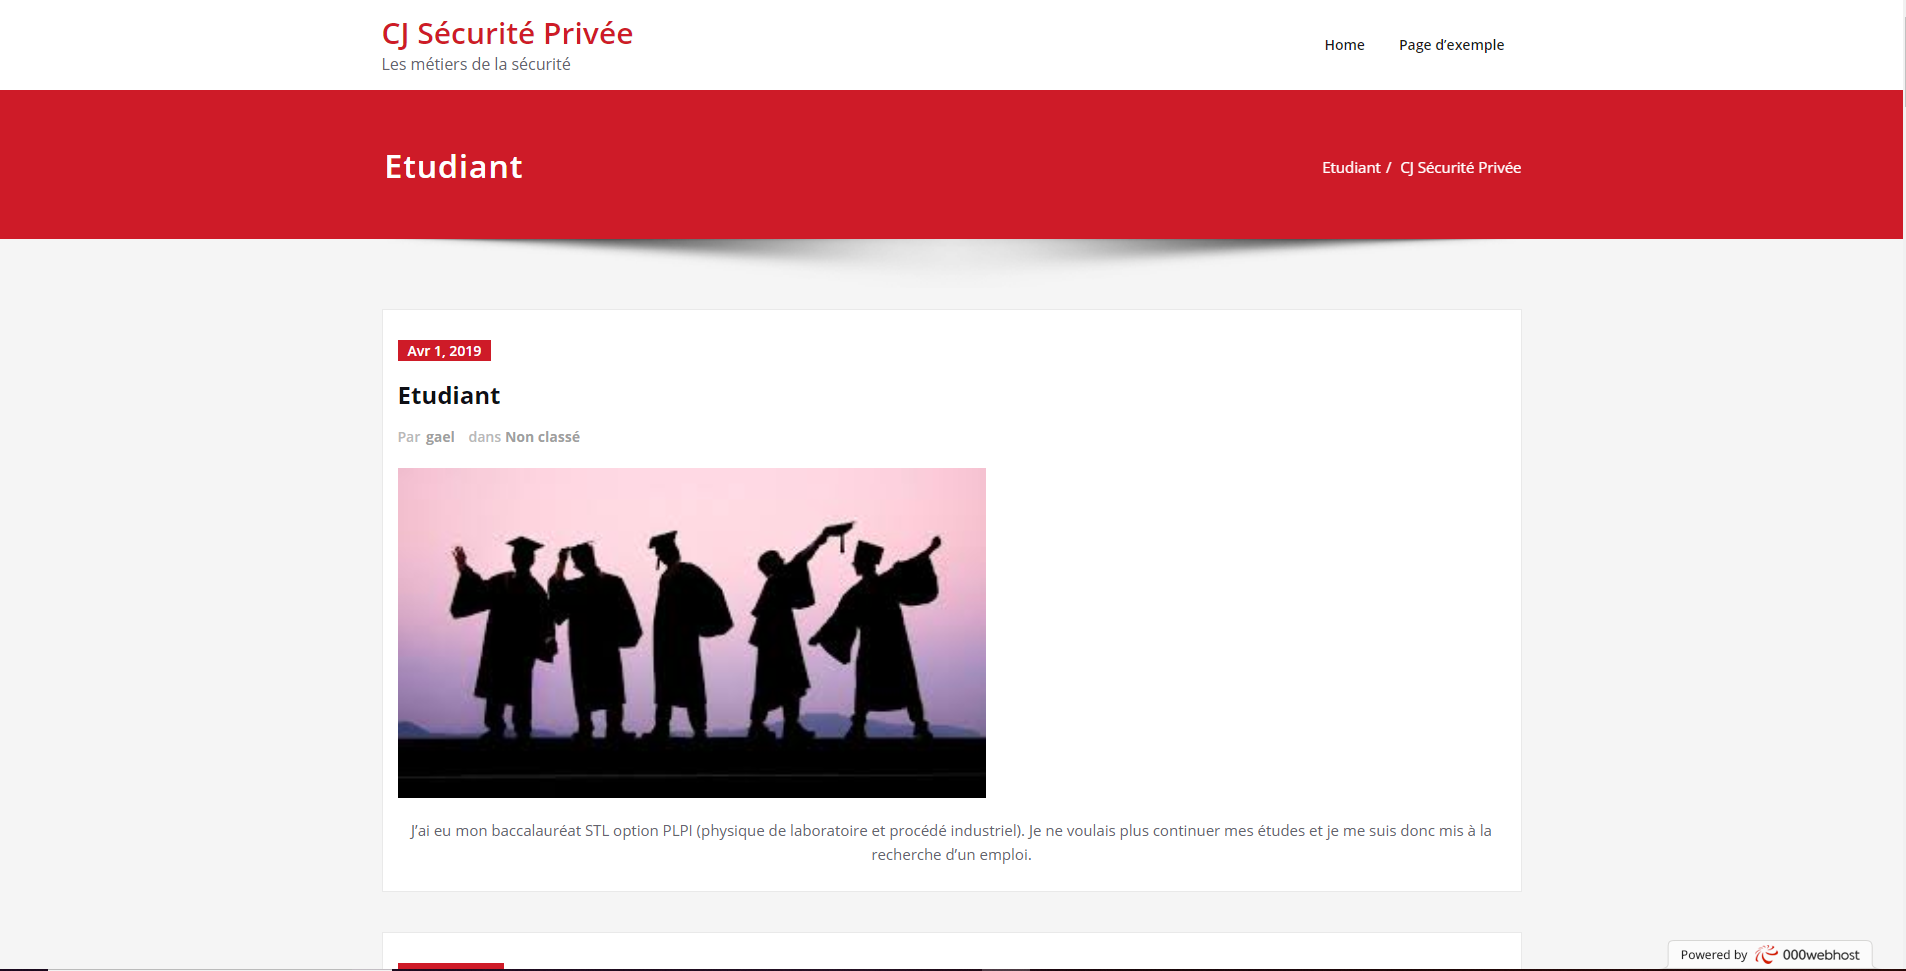 CJ Sécurité Privée
Les métiers de la sécurité
Home Page d’exemple
Etudiant
Etudiant / CJ Sécurité Privée
Avr 1, 2019
Etudiant
Par gael dans Non classé
J’ai eu mon baccalauréat STL option PLPI (physique de laboratoire et procédé industriel). Je ne voulais plus continuer mes études et je me suis donc mis à la
recherche d’un emploi.
Powered by 000webhost